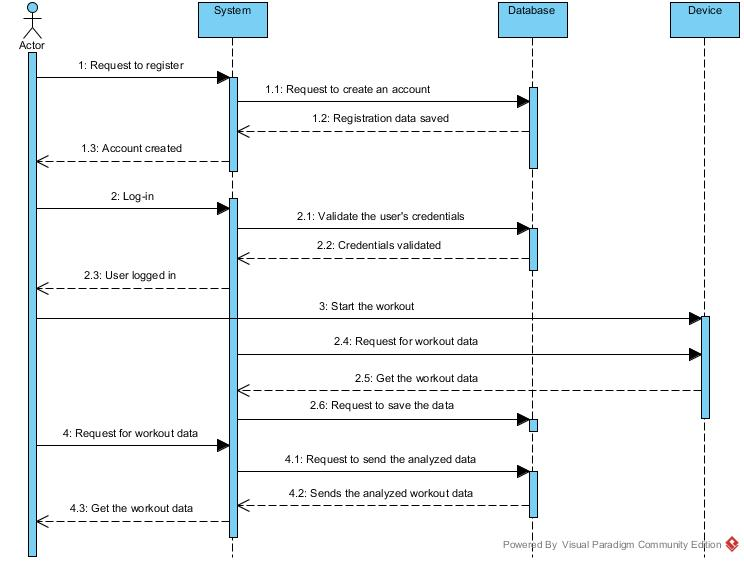 System
Database
Device
Actor
1: Request to register
1.1: Request to create an account
1.2: Registration data saved
1.3: Account created
2: Log-in
2.1: Validate the user's credentials
2.2: Credentials validated
2.3: User logged in
3: Start the workout
2.4: Request for workout data
2.5: Get the workout data
2.6: Request to save the data
4: Request for workout data
4.1: Request to send the analyzed data
4.2: Sends the analyzed workout data
4.3: Get the workout data
Powered By Visual Paradigm Community Edition